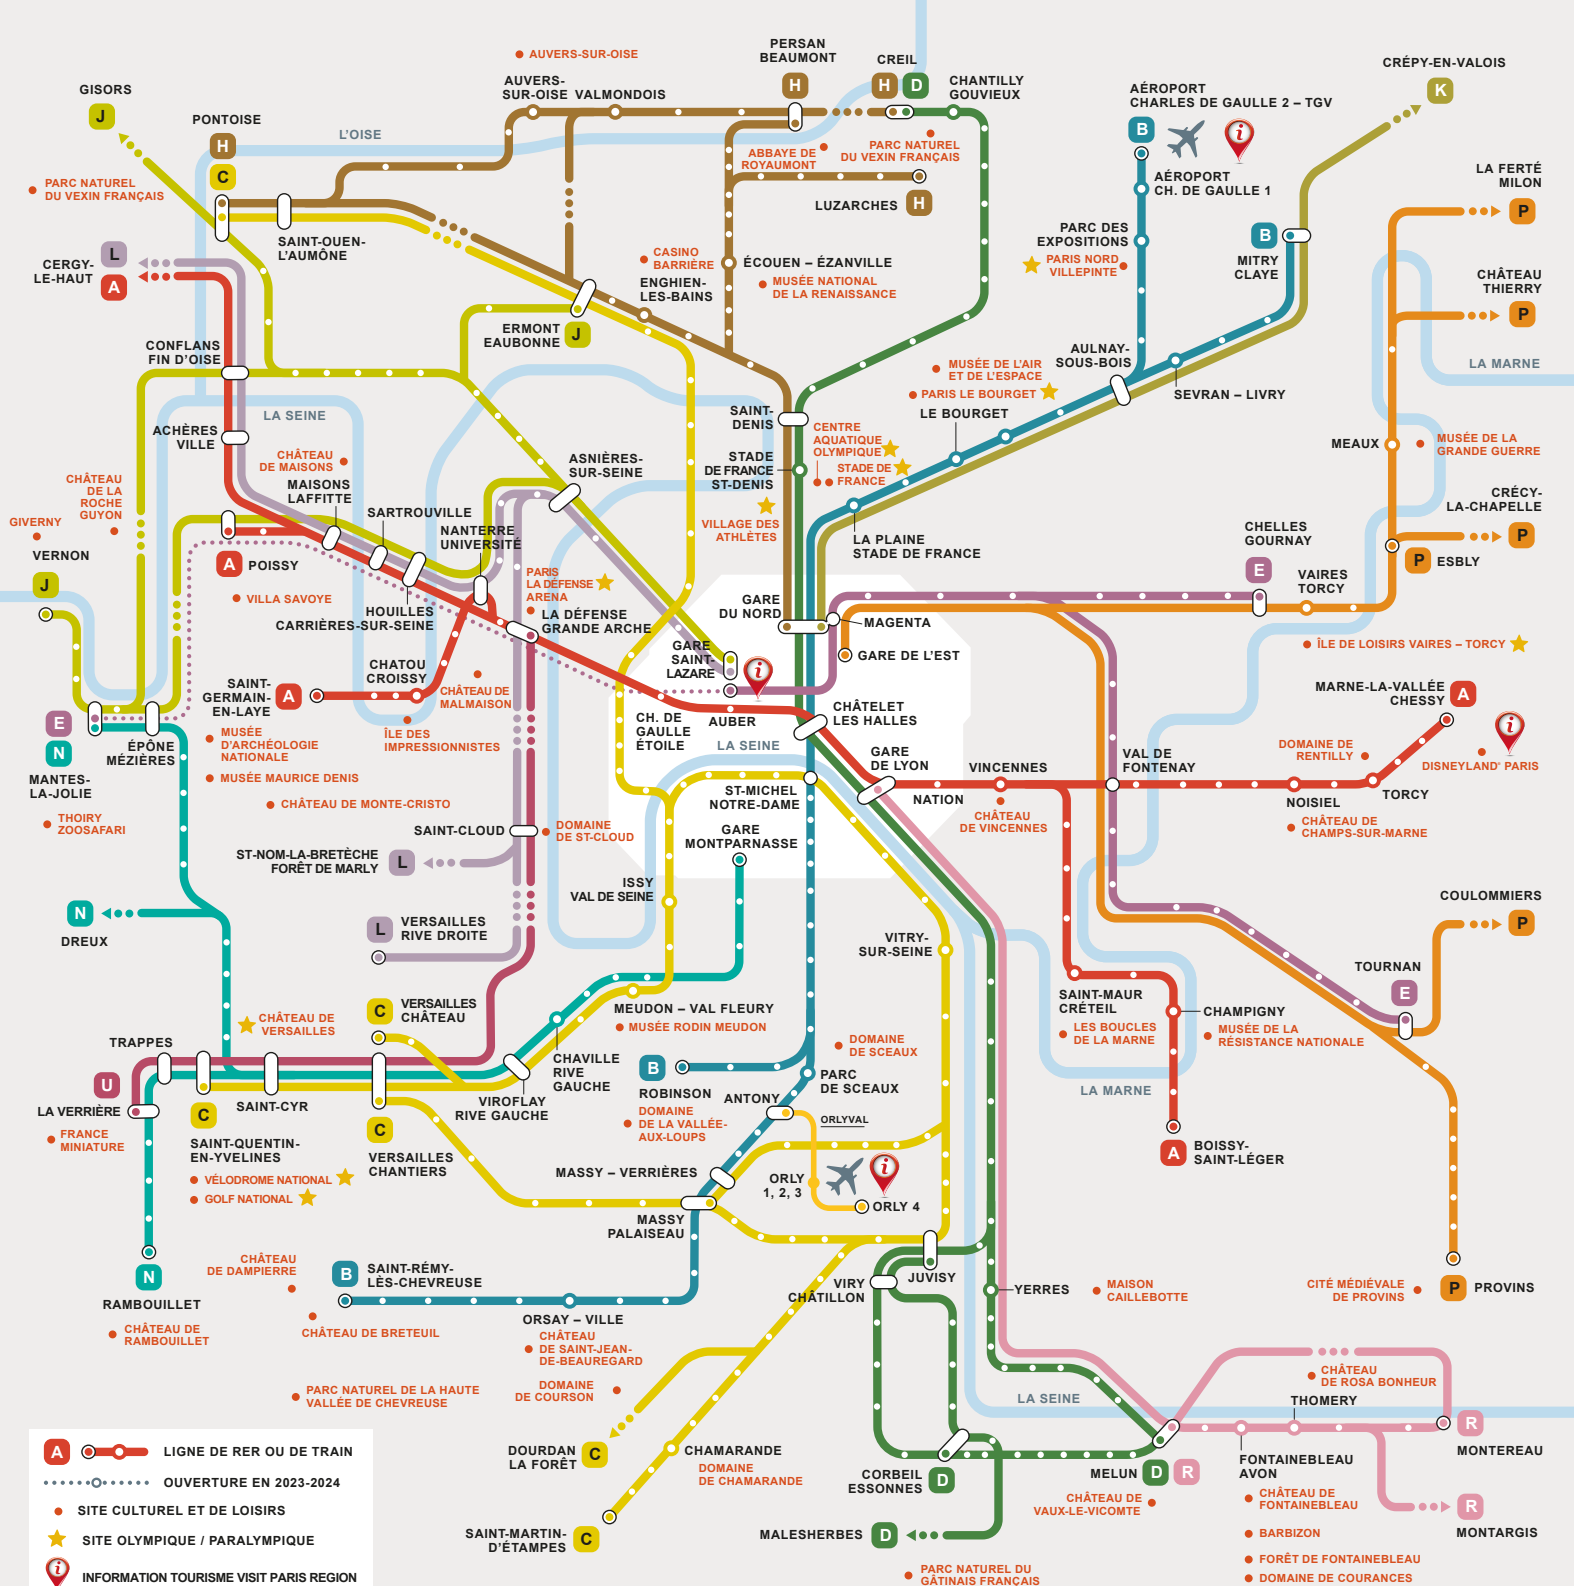 AUVERS-SUR-OISE
PERSAN
BEAUMONT
H
CREIL
H D
CHANTILLY
GOUVIEUX
CRÉPY-EN-VALOIS
K
GISORS
J
AUVERS-
SUR-OISE
VALMONDOIS
AÉROPORT
CHARLES DE GAULLE 2 – TGV
B
i
PONTOISE
H
C
L'OISE
ABBAYE DE
ROYAUMONT
PARC NATUREL
DU VEXIN FRANÇAIS
AÉROPORT
CH. DE GAULLE 1
LA FERTÉ
MILON
P
PARC NATUREL
DU VEXIN FRANÇAIS
LUZARCHES
H
PARC DES
EXPOSITIONS
PARIS NORD
VILLEPINTE
B
MITRY
CLAYE
SAINT-OUEN-
L'AUMÔNE
CERGY-
LE-HAUT
L
A
CASINO
BARRIÈRE
ÉCOUEN – ÉZANVILLE
MUSÉE NATIONAL
DE LA RENAISSANCE
ENGHIEN-
LES-BAINS
CHÂTEAU
THIERRY
P
ERMONT
EAUBONNE
J
CONFLANS
FIN D'OISE
AULNAY-
SOUS-BOIS
MUSÉE DE L'AIR
ET DE L'ESPACE
PARIS LE BOURGET
SEVRAN – LIVRY
LA MARNE
LA SEINE
SAINT-
DENIS
LE BOURGET
ACHÈRES
VILLE
CENTRE
AQUATIQUE
OLYMPIQUE
STADE DE
FRANCE
MEAUX
MUSÉE DE LA
GRANDE GUERRE
CHÂTEAU
DE MAISONS
MAISONS
LAFFITTE
ASNIÈRES-
SUR-SEINE
STADE
DE FRANCE
ST-DENIS
CHÂTEAU
DE LA
ROCHE
GUYON
GIVERNY
SARTROUVILLE
NANTERRE
UNIVERSITÉ
VILLAGE DES
ATHLÈTES
CRÉCY-
LA-CHAPELLE
P
VERNON
J
A
POISSY
VILLA SAVOYE
LA PLAINE
STADE DE FRANCE
CHELLES
GOURNAY
E
P
ESBLY
PARIS
LA DÉFENSE
ARENA
VAIRES
TORCY
HOUILLES
CARRIÈRES-SUR-SEINE
LA DÉFENSE
GRANDE ARCHE
GARE
DU NORD
MAGENTA
GARE DE L'EST
ÎLE DE LOISIRS VAIRES – TORCY
CHATOU
CROISSY
GARE
SAINT-
LAZARE
i
SAINT-
GERMAIN-
EN-LAYE
A
CHÂTEAU DE
MALMAISON
MARNE-LA-VALLÉE
CHESSY
A
E
N
MANTES-
LA-JOLIE
ÉPÔNE
MÉZIÈRES
MUSÉE
D'ARCHÉOLOGIE
NATIONALE
ÎLE DES
IMPRESSIONNISTES
CH. DE
GAULLE
ÉTOILE
AUBER
CHÂTELET
LES HALLES
LA SEINE
GARE
DE LYON
DOMAINE DE
RENTILLY
i
DISNEYLAND® PARIS
MUSÉE MAURICE DENIS
VINCENNES
VAL DE
FONTENAY
CHÂTEAU DE MONTE-CRISTO
ST-MICHEL
NOTRE-DAME
NATION
NOISIEL
TORCY
THOIRY
ZOOSAFARI
SAINT-CLOUD
DOMAINE
DE ST-CLOUD
GARE
MONTPARNASSE
CHÂTEAU
DE VINCENNES
CHÂTEAU DE
CHAMPS-SUR-MARNE
ST-NOM-LA-BRETÈCHE
FORÊT DE MARLY
L
ISSY
VAL DE SEINE
COULOMMIERS
P
N
DREUX
L
VERSAILLES
RIVE DROITE
VITRY-
SUR-SEINE
TOURNAN
E
C
VERSAILLES
CHÂTEAU
CHÂTEAU DE
VERSAILLES
MEUDON – VAL FLEURY
MUSÉE RODIN MEUDON
SAINT-MAUR
CRÉTEIL
LES BOUCLES
DE LA MARNE
CHAMPIGNY
MUSÉE DE LA
RÉSISTANCE NATIONALE
TRAPPES
DOMAINE
DE SCEAUX
CHAVILLE
RIVE
GAUCHE
U
LA VERRIÈRE
FRANCE
MINIATURE
C
SAINT-CYR
VIROFLAY
RIVE GAUCHE
B
ROBINSON
PARC
DE SCEAUX
LA MARNE
ANTONY
DOMAINE
DE LA VALLÉE-
AUX-LOUPS
ORLYVAL
C
VERSAILLES
CHANTIERS
SAINT-QUENTIN-
EN-YVELINES
VÉLODROME NATIONAL
GOLF NATIONAL
MASSY – VERRIÈRES
ORLY
1, 2, 3
i
ORLY 4
A
BOISSY-
SAINT-LÉGER
MASSY
PALAISEAU
CHÂTEAU
DE DAMPIERRE
N
RAMBOUILLET
B
SAINT-RÉMY-
LÈS-CHEVREUSE
JUVISY
VIRY
CHÂTILLON
YERRES
MAISON
CAILLEBOTTE
CITÉ MÉDIÉVALE
DE PROVINS
P
PROVINS
CHÂTEAU DE
RAMBOUILLET
CHÂTEAU DE BRETEUIL
ORSAY – VILLE
CHÂTEAU
DE SAINT-JEAN-
DE-BEAUREGARD
PARC NATUREL DE LA HAUTE
VALLÉE DE CHEVREUSE
DOMAINE
DE COURSON
CHÂTEAU
DE ROSA BONHEUR
LA SEINE
THOMERY
R
MONTEREAU
A
LIGNE DE RER OU DE TRAIN
OUVERTURE EN 2023-2024
SITE CULTUREL ET DE LOISIRS
SITE OLYMPIQUE / PARALYMPIQUE
i
INFORMATION TOURISME VISIT PARIS REGION
DOURDAN
LA FORÊT
C
CHAMARANDE
DOMAINE
DE CHAMARANDE
CORBEIL
ESSONNES
D
MELUN
D R
CHÂTEAU DE
VAUX-LE-VICOMTE
FONTAINEBLEAU
AVON
CHÂTEAU DE
FONTAINEBLEAU
BARBIZON
FORÊT DE FONTAINEBLEAU
DOMAINE DE COURANCES
R
MONTARGIS
SAINT-MARTIN-
D'ÉTAMPES
C
MALESHERBES
D
PARC NATUREL DU
GÂTINAIS FRANÇAIS